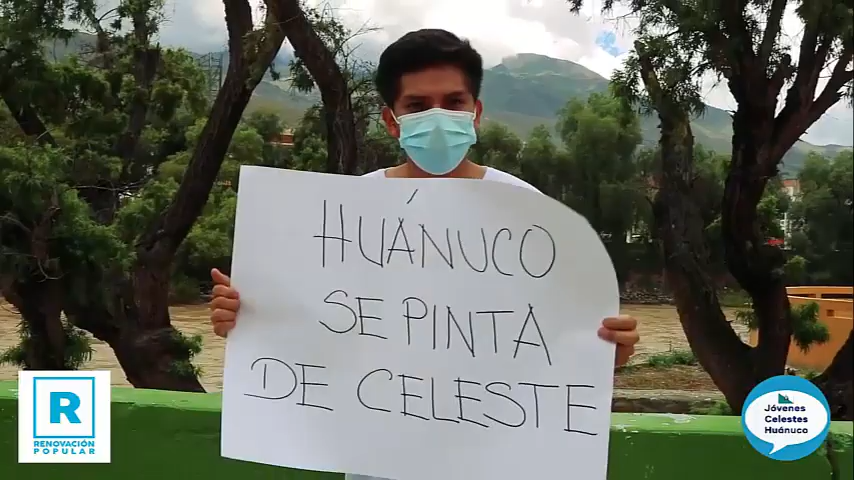 HUÁNUCO
SE PINTA
DE CELESTE
R
RENOVACIÓN
POPULAR
Jóvenes
Celestes
Huánuco